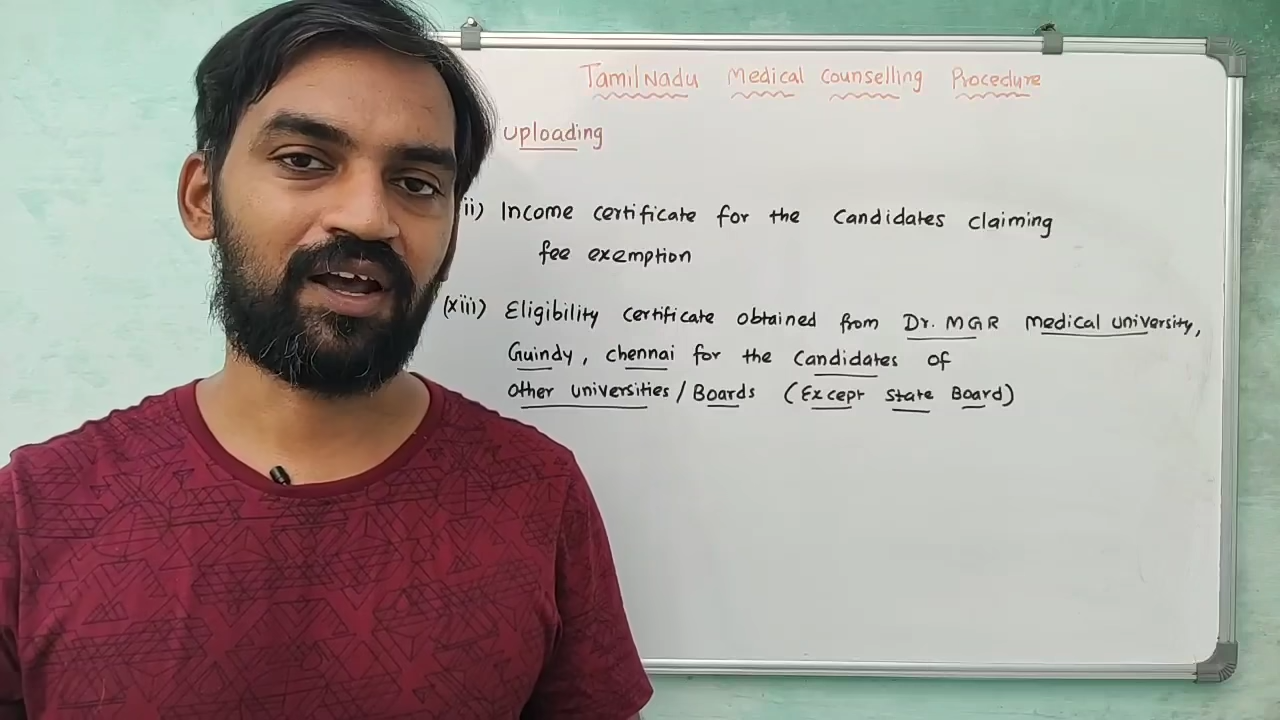 TamilNadu Medical counselling Procedure
uploading
ii) Income certificate for the candidates claiming
fee exemption
(xiii) Eligibility certificate obtained from Dr. MGR Medical university,
Guindy, chennai for the candidates of
other universities / Boards (Except state Board)